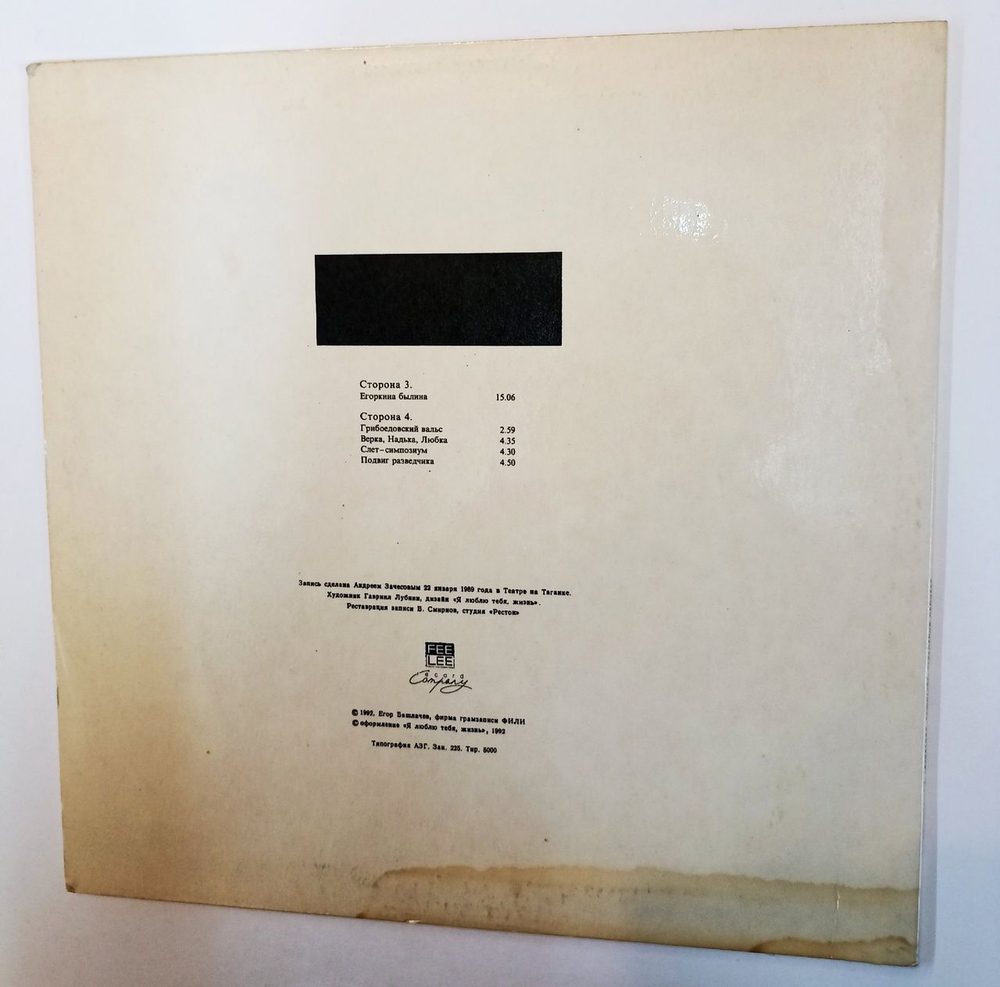 Сторона 3.
Егоркина былина 15.06
Сторона 4.
Грибоедовский вальс 2.59
Верка, Надька, Любка 4.35
Слет-симпозиум 4.30
Подвиг разведчика 4.50
Запись сделана Андреем Зачесовым 22 января 1989 года в Театре на Таганке.
Художник Гавриил Лубнин, дизайн «Я люблю тебя, жизнь».
Реставрация записи В. Смирнов, студия «Рестон»
FEE
LEE
record
Company
© 1992. Егор Башлачев, фирма грамзаписи ФИЛИ
© оформление «Я люблю тебя, жизнь», 1992
Типография АЗГ. Зак. 225. Тир. 5000